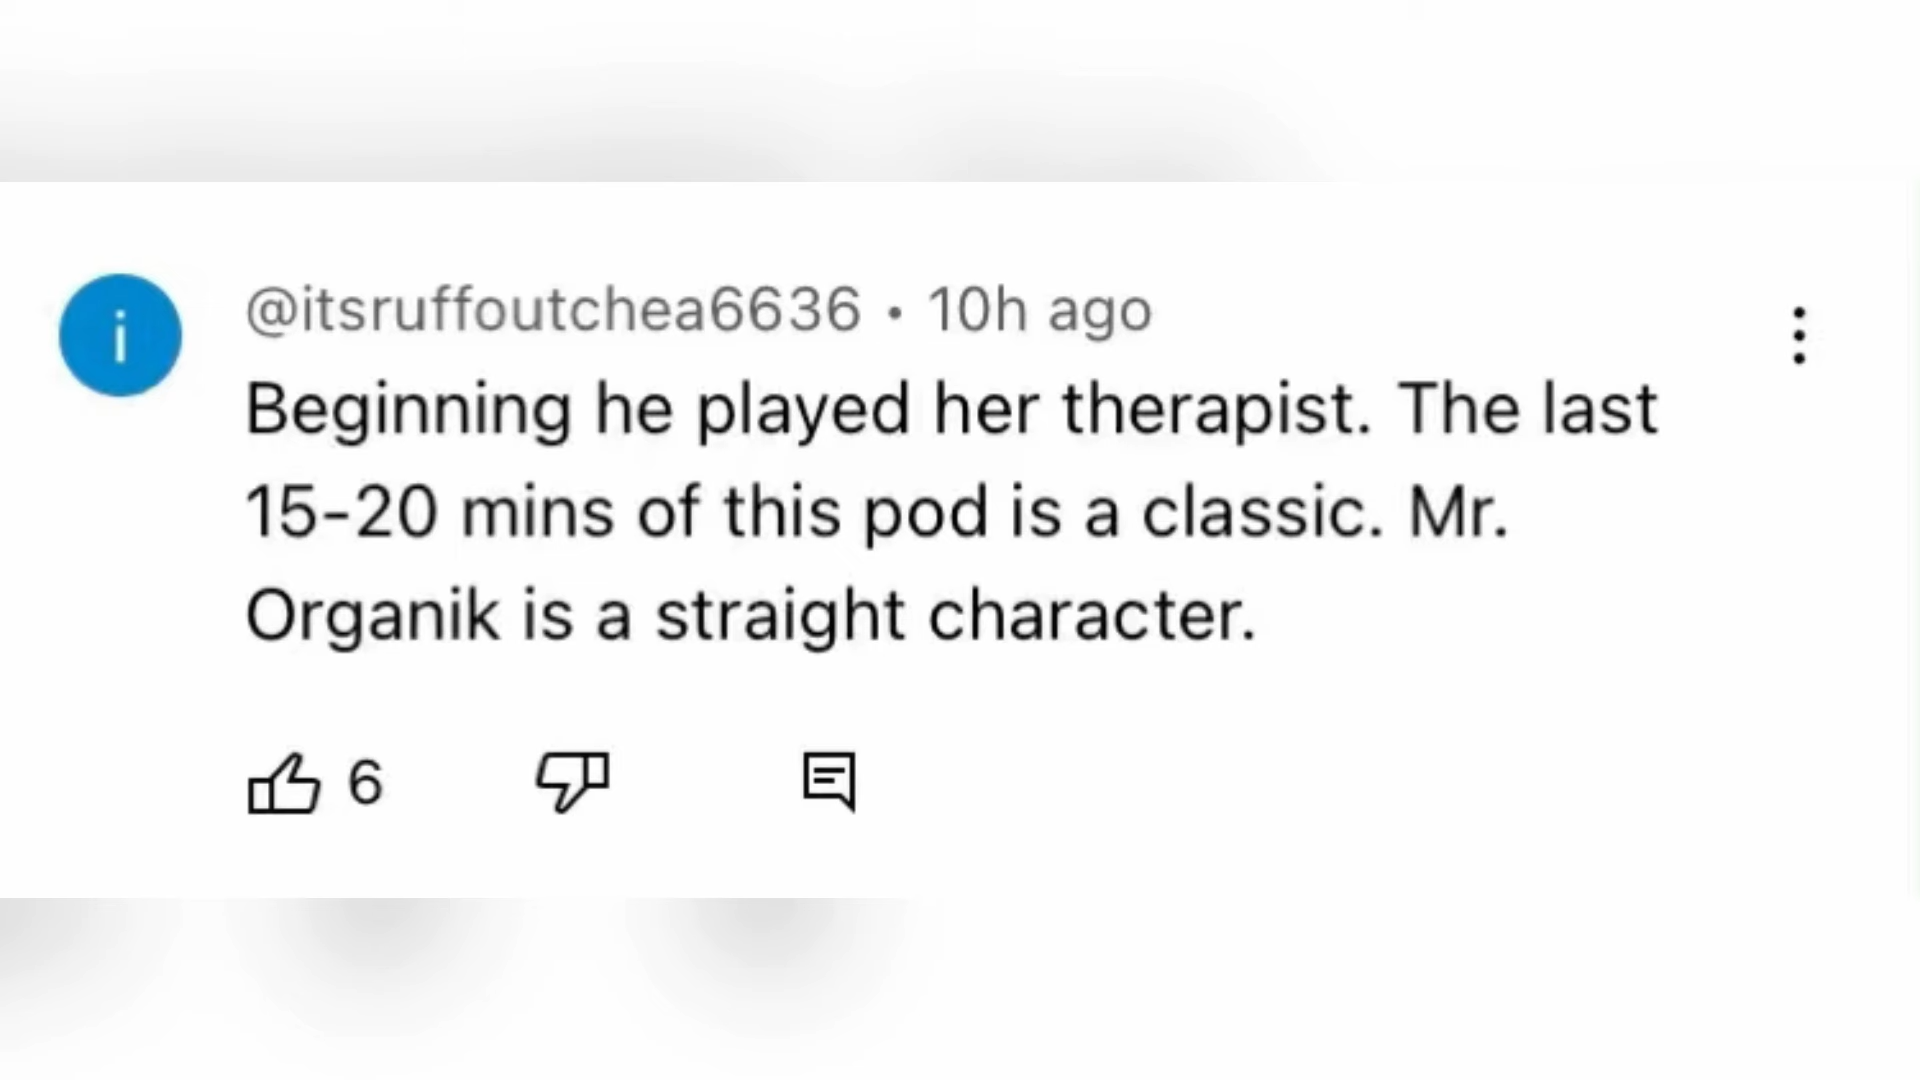 i
@itsruffoutchea6636 • 10h ago
Beginning he played her therapist. The last
15-20 mins of this pod is a classic. Mr.
Organik is a straight character.
6